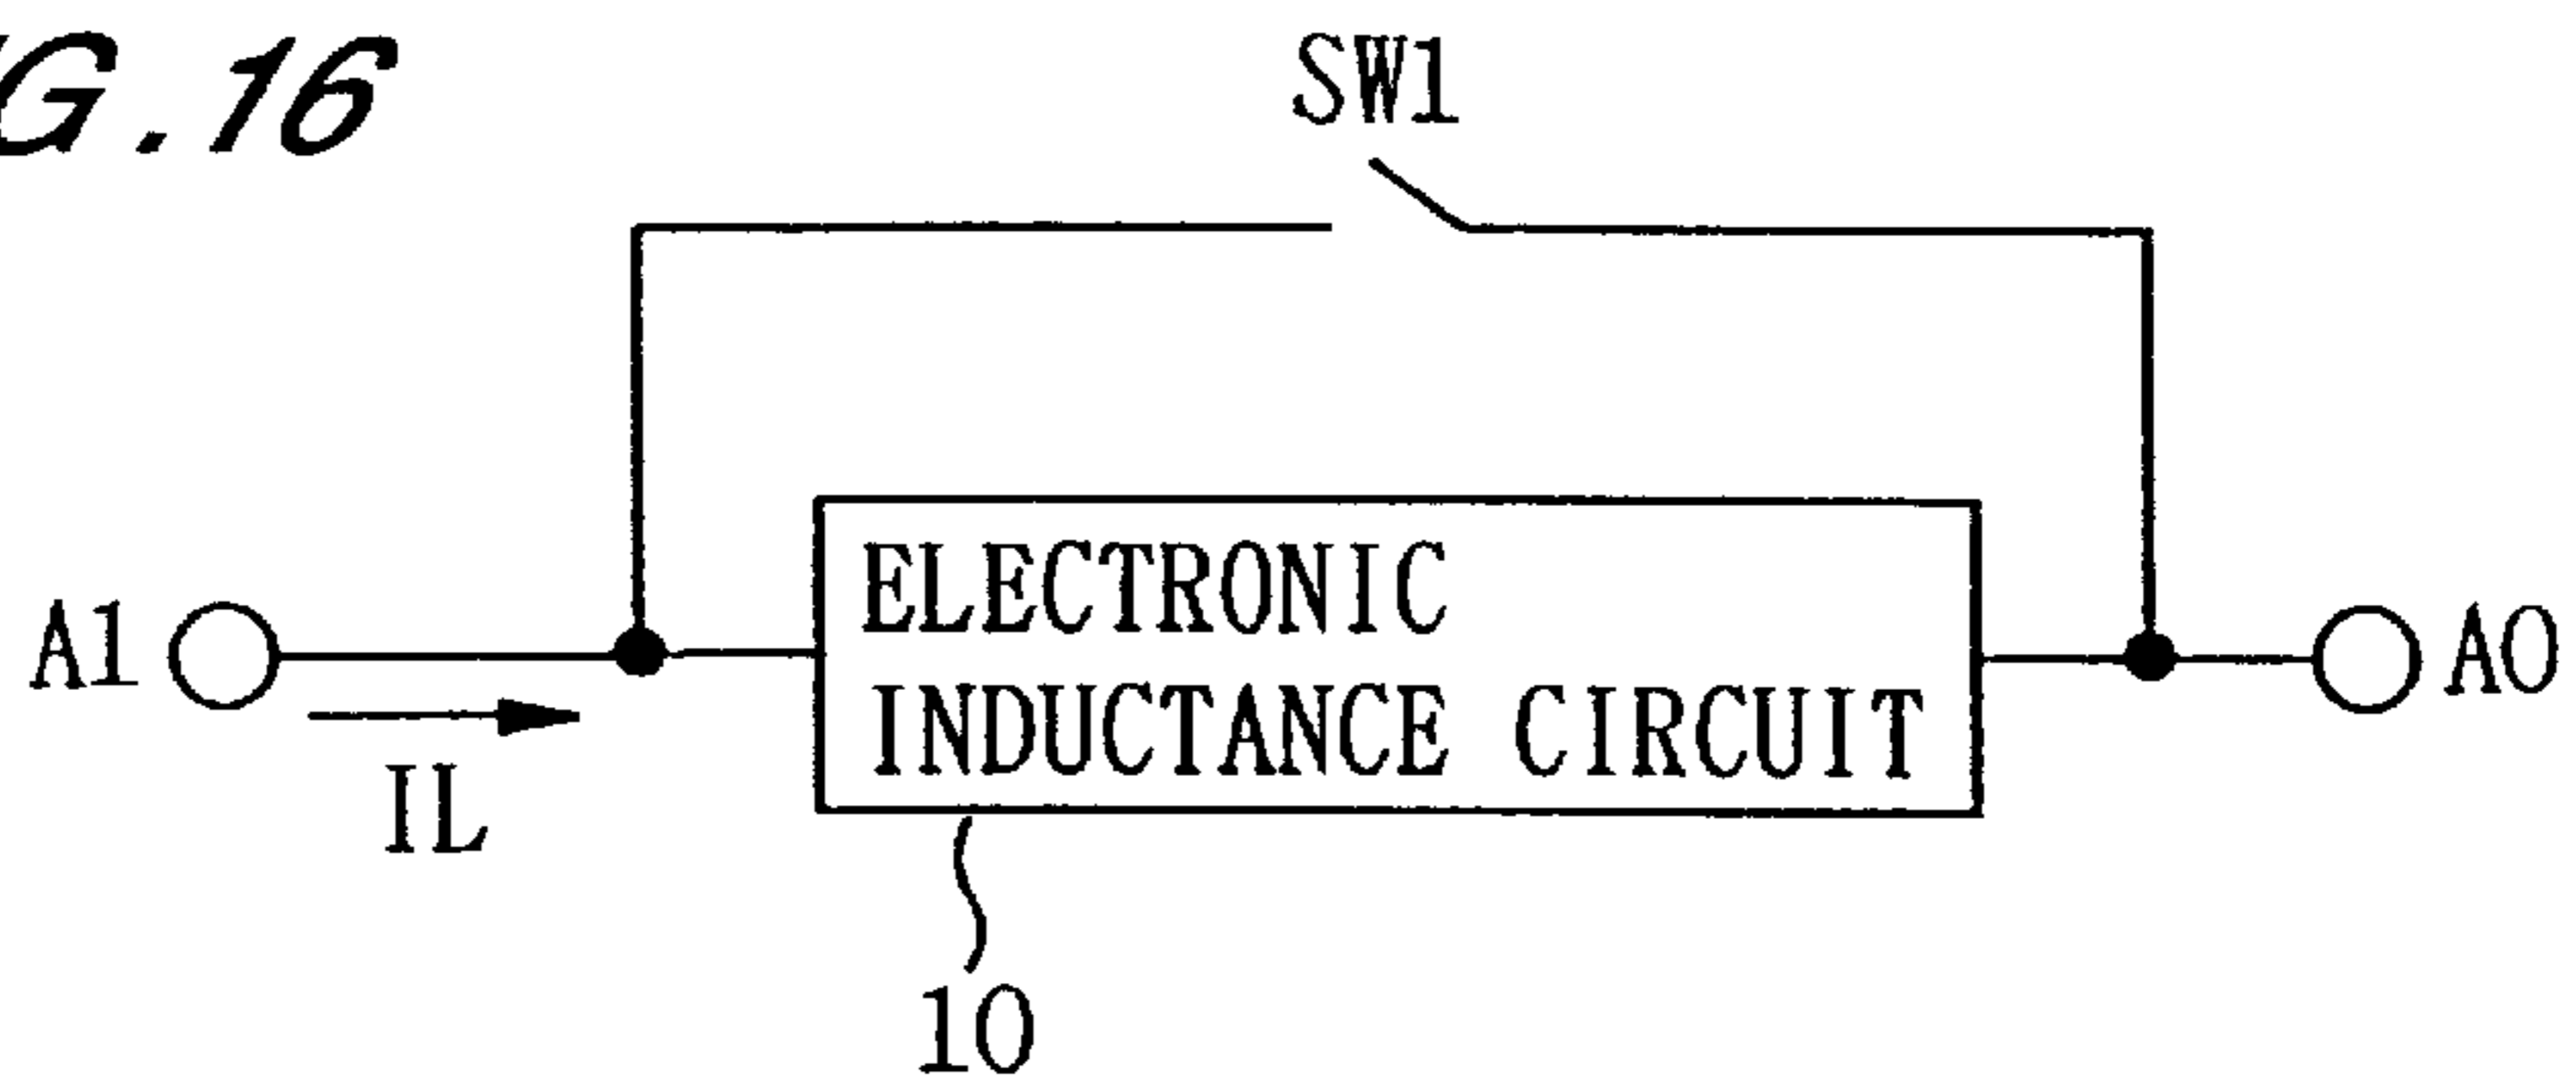 G.16
SW1
ELECTRONIC
INDUCTANCE CIRCUIT
A1
A0
IL
10